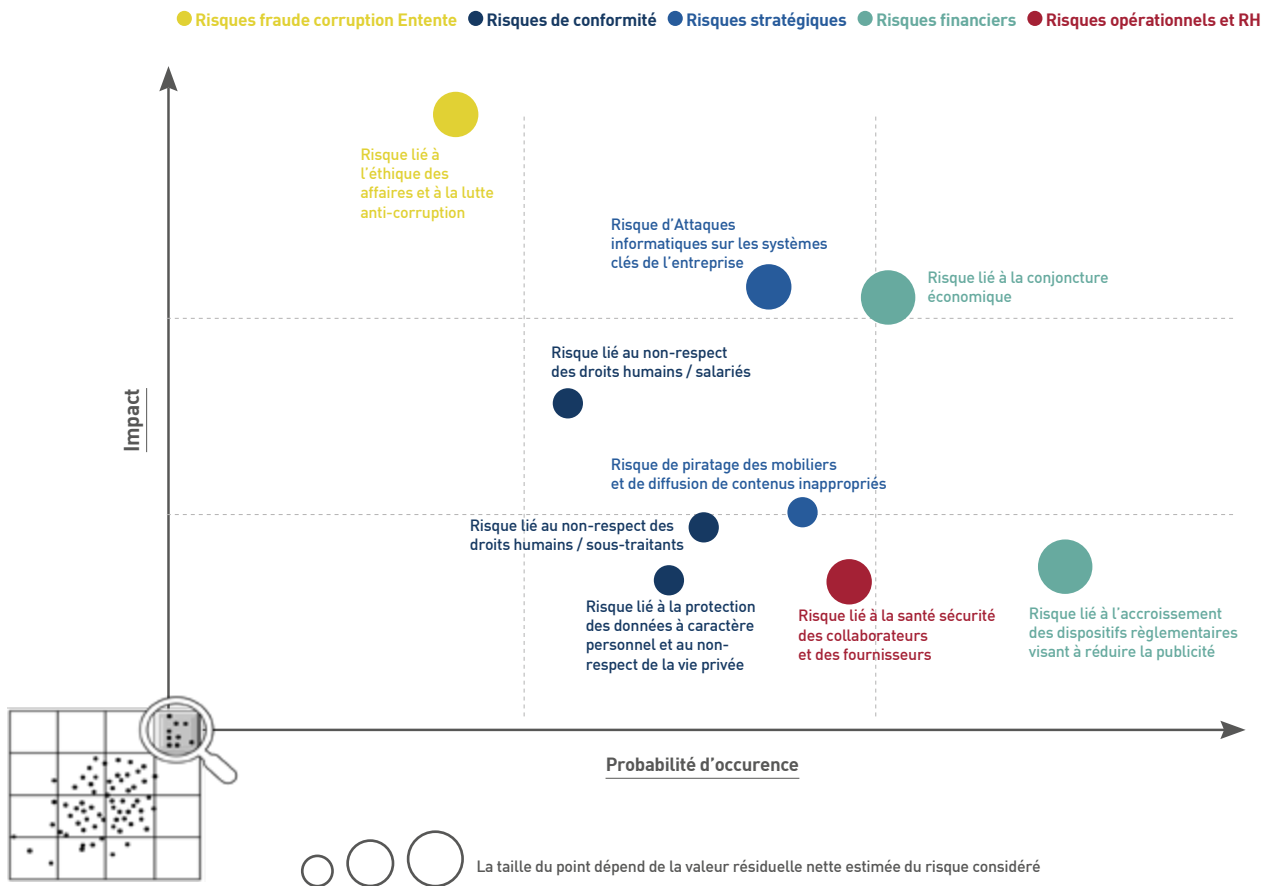 Risques fraude corruption Entente Risques de conformité Risques stratégiques Risques financiers Risques opérationnels et RH
Risque lié à
l'éthique des
affaires et à la lutte
anti-corruption
Risque d'Attaques
informatiques sur les systèmes
clés de l'entreprise
Risque lié à la conjoncture
économique
Risque lié au non-respect
des droits humains / salariés
Impact
Risque de piratage des mobiliers
et de diffusion de contenus inappropriés
Risque lié au non-respect des
droits humains / sous-traitants
Risque lié à la protection
des données à caractère
personnel et au non-
respect de la vie privée
Risque lié à la santé sécurité
des collaborateurs
et des fournisseurs
Risque lié à l'accroissement
des dispositifs règlementaires
visant à réduire la publicité
Probabilité d'occurence
La taille du point dépend de la valeur résiduelle nette estimée du risque considéré